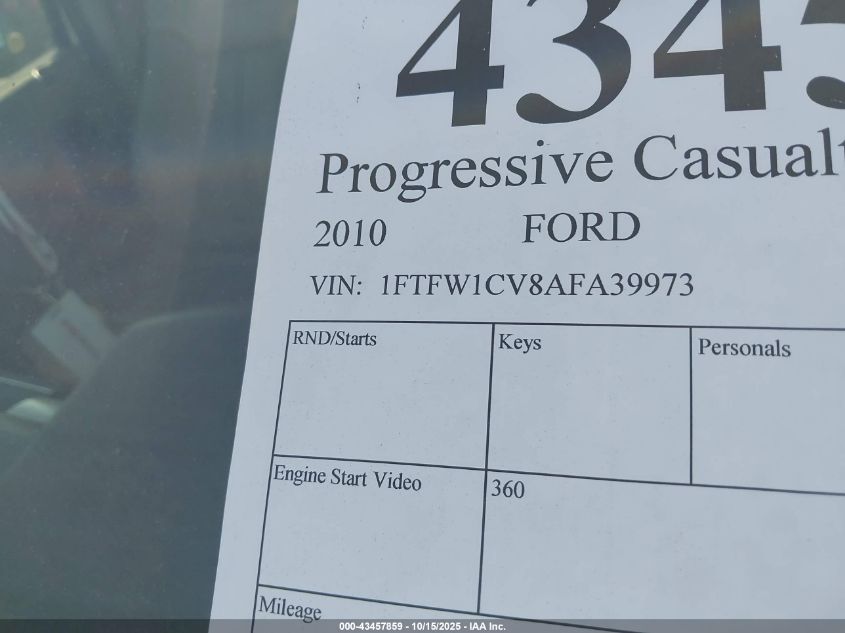 434
Progressive Casual
2010 FORD
VIN: 1FTFW1CV8AFA39973
RND/Starts Keys Personals
Engine Start Video 360
Mileage
000-43457859 - 10/15/2025 - IAA Inc.